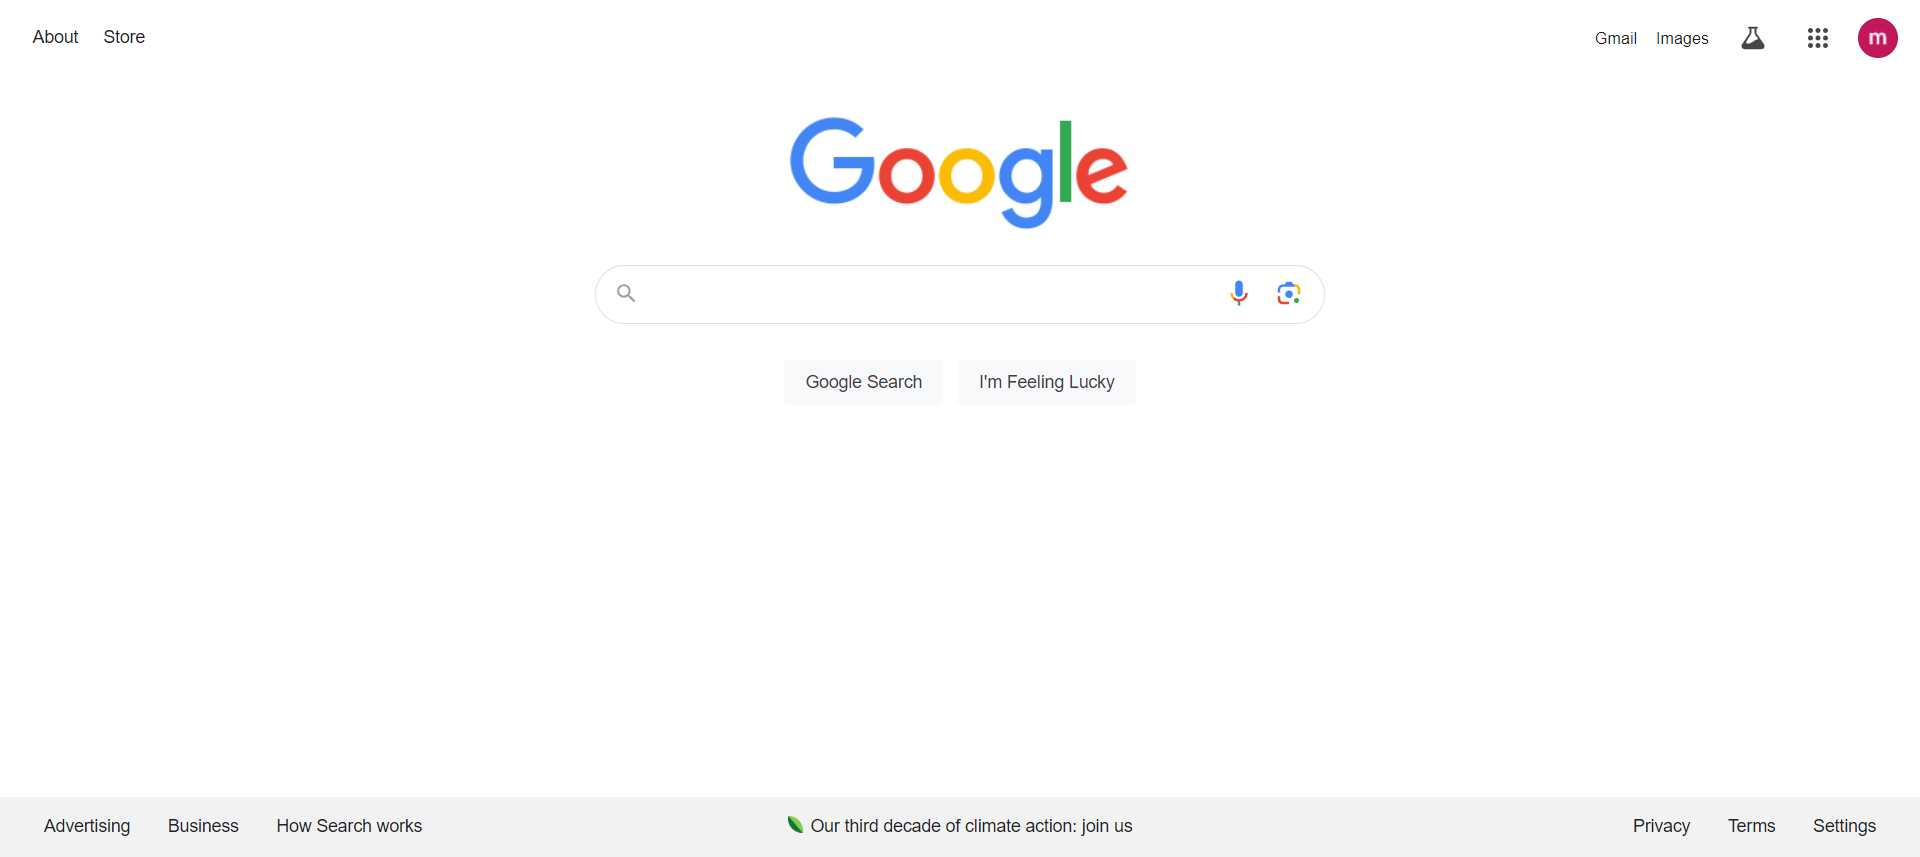 About Store
Gmail Images
m
Google
Google Search I'm Feeling Lucky
Advertising Business How Search works
Our third decade of climate action: join us
Privacy Terms Settings